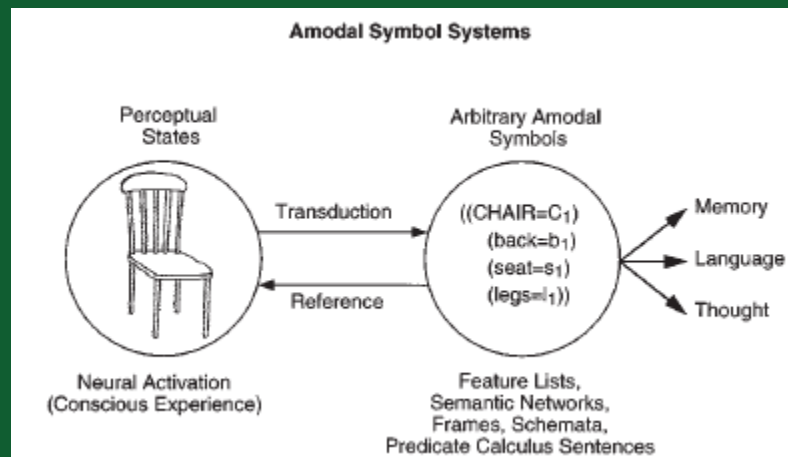 Amodal Symbol Systems
Perceptual
States
Arbitrary Amodal
Symbols
Transduction
Reference
((CHAIR=C₁)
(back=b₁)
(seat=s₁)
(legs=l₁))
Memory
Language
Thought
Neural Activation
(Conscious Experience)
Feature Lists,
Semantic Networks,
Frames, Schemata,
Predicate Calculus Sentences